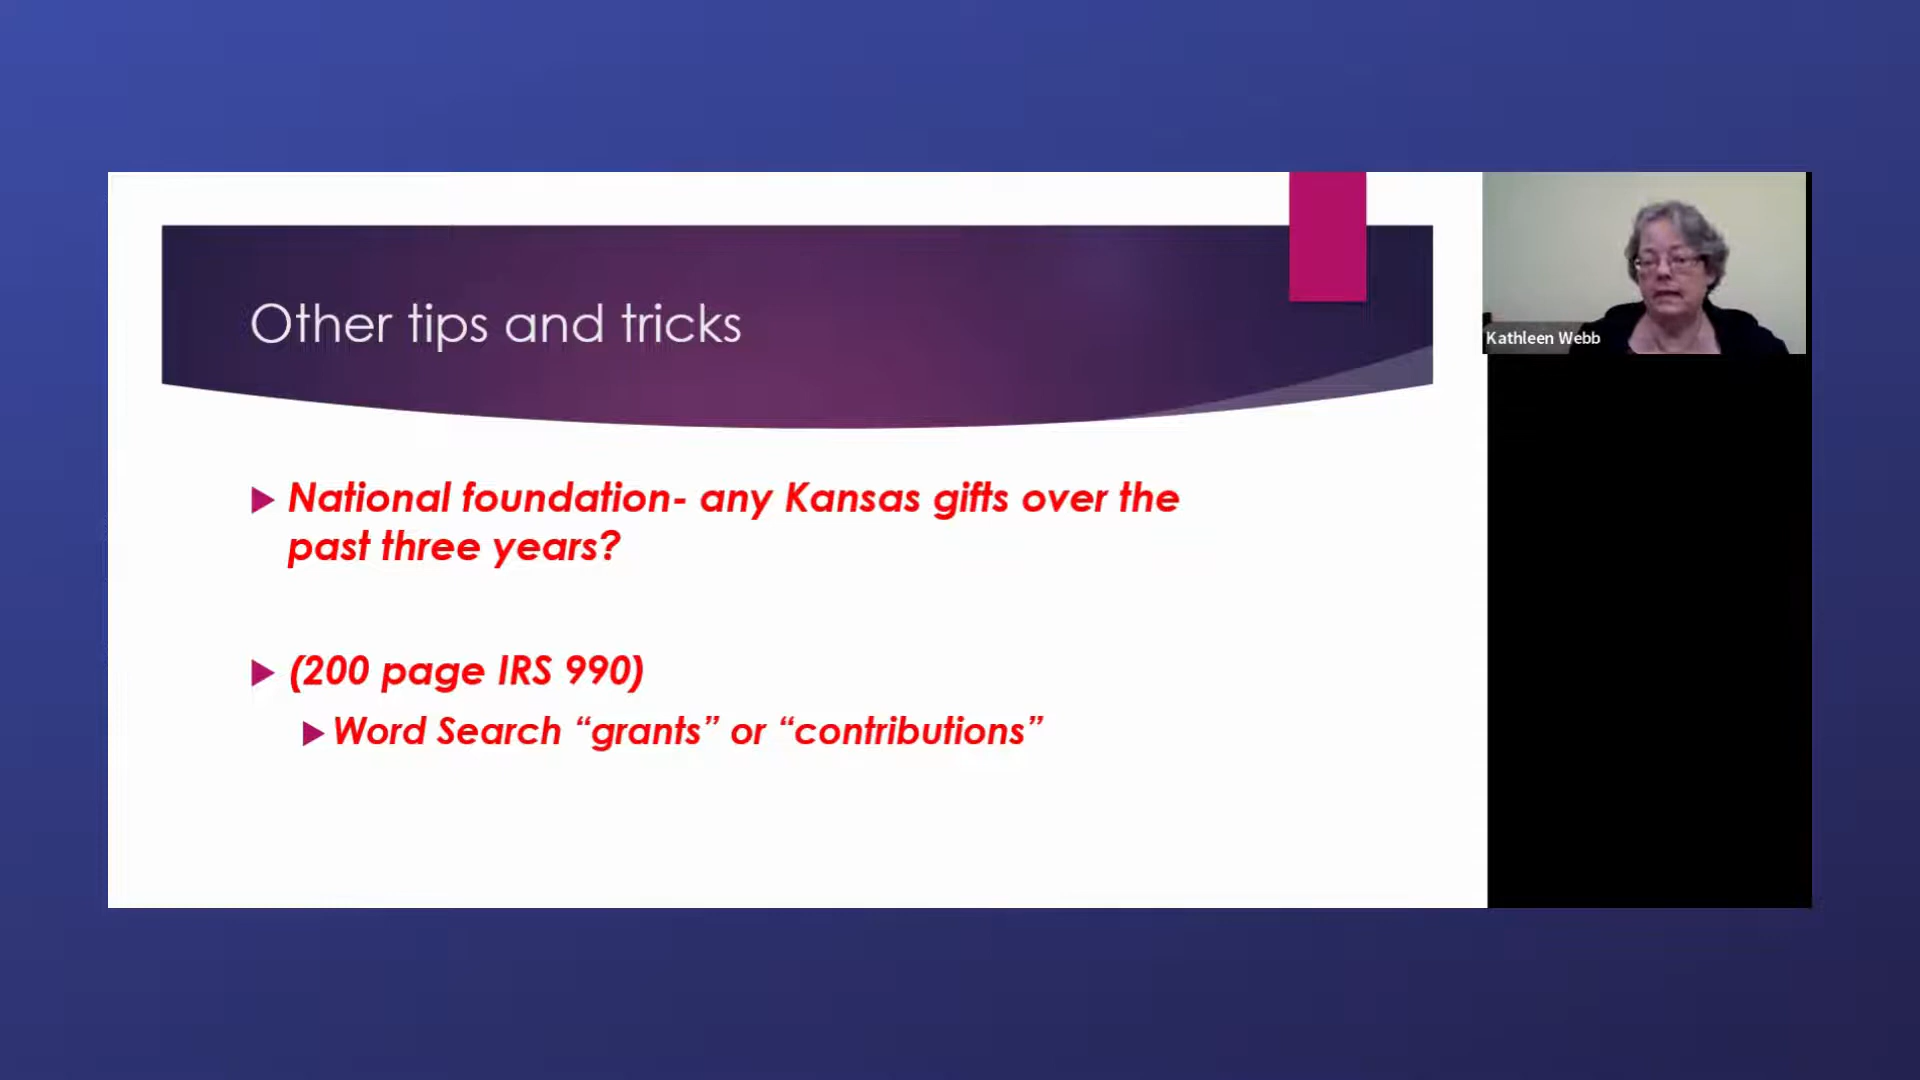 Other tips and tricks
National foundation- any Kansas gifts over the
past three years?
(200 page IRS 990)
Word Search “grants” or “contributions”
Kathleen Webb